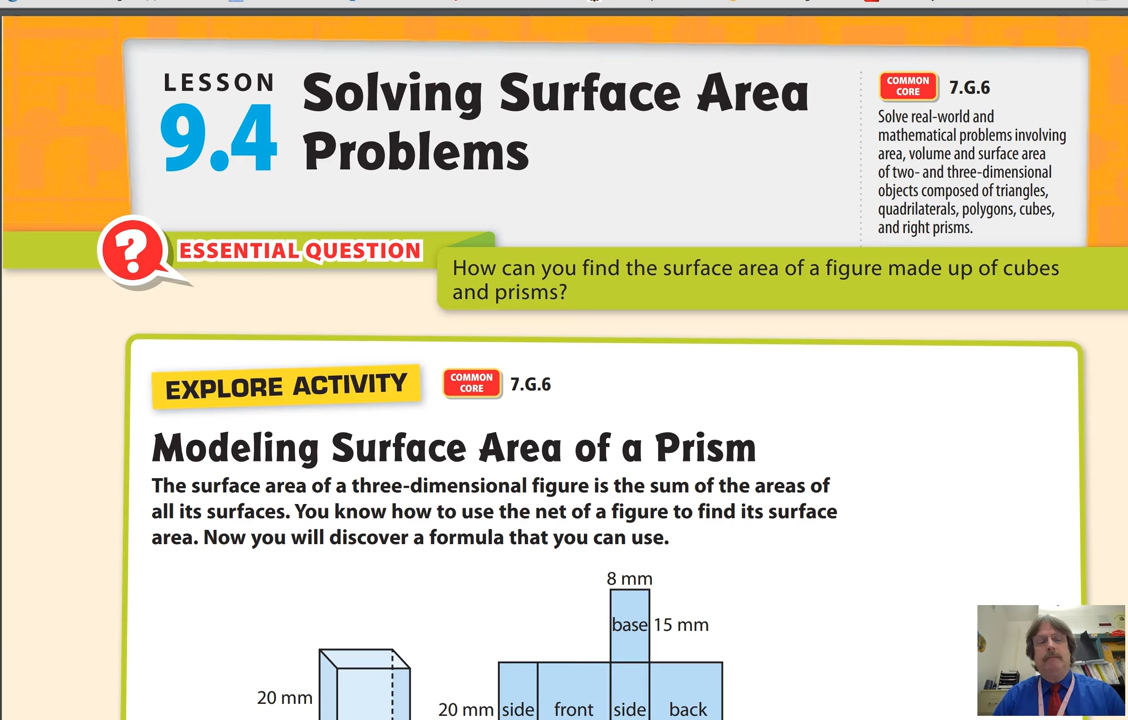 LESSON
9.4
Solving Surface Area
Problems
COMMON
CORE
7.G.6
Solve real-world and
mathematical problems involving
area, volume and surface area
of two- and three-dimensional
objects composed of triangles,
quadrilaterals, polygons, cubes,
and right prisms.
?
ESSENTIAL QUESTION
How can you find the surface area of a figure made up of cubes
and prisms?
EXPLORE ACTIVITY
COMMON
CORE
7.G.6
Modeling Surface Area of a Prism
The surface area of a three-dimensional figure is the sum of the areas of
all its surfaces. You know how to use the net of a figure to find its surface
area. Now you will discover a formula that you can use.
8 mm
base 15 mm
20 mm
20 mm side front side back